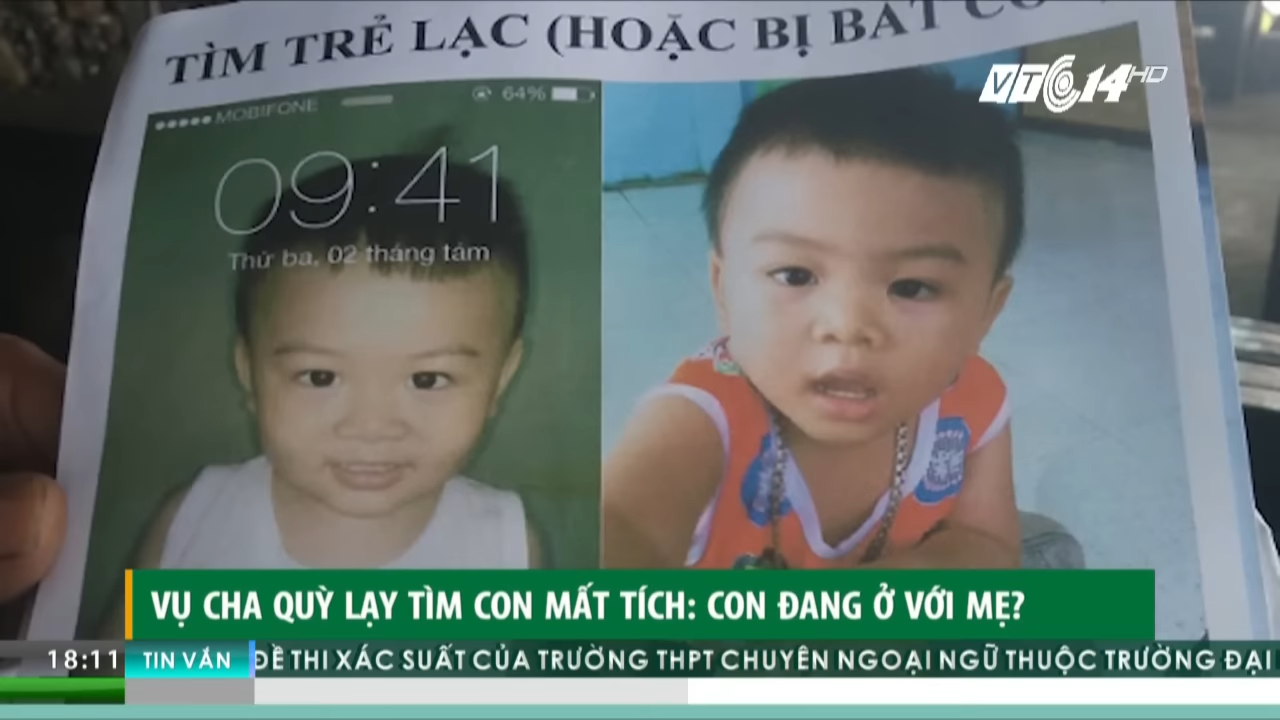 TÌM TRẺ LẠC (HOẶC BỊ BẮT
VTC14 HD
MOBIFONE 64%
09:41
Thứ ba, 02 tháng tám
VỤ CHA QUỲ LẠY TÌM CON MẤT TÍCH: CON ĐANG Ở VỚI MẸ?
18:11 TIN VẮN ĐỀ THI XÁC SUẤT CỦA TRƯỜNG THPT CHUYÊN NGOẠI NGỮ THUỘC TRƯỜNG ĐẠI